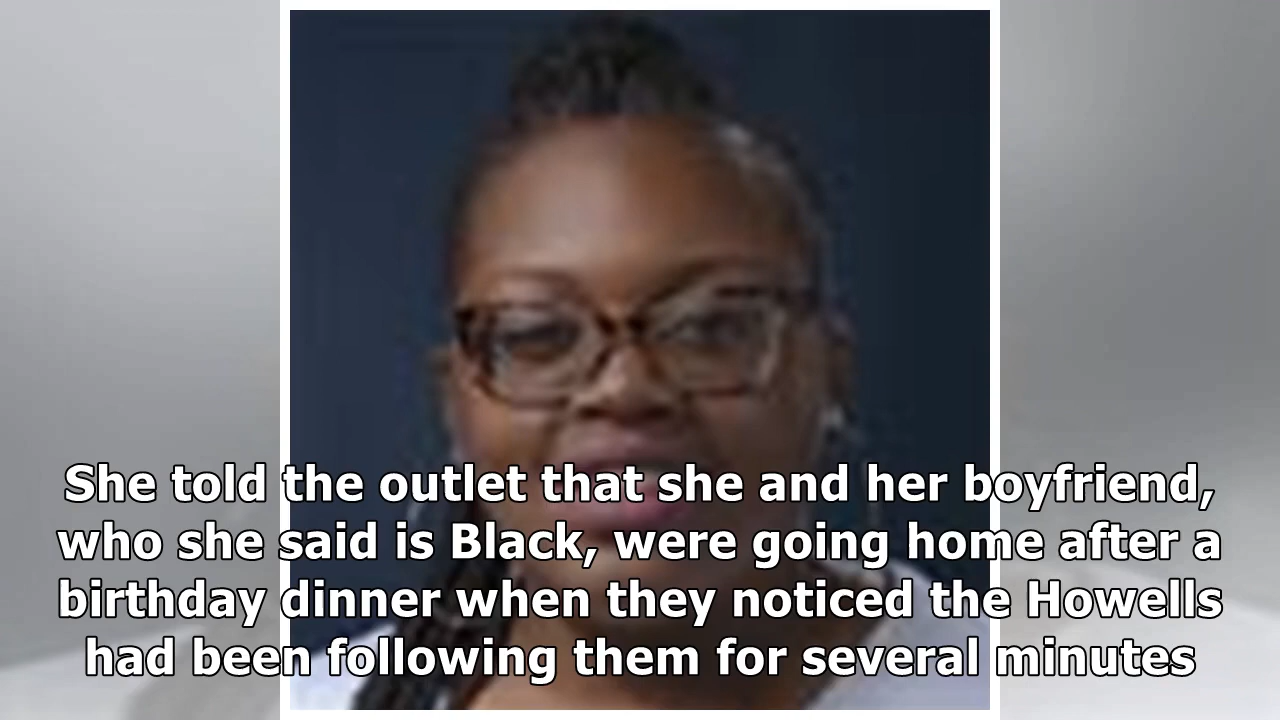 She told the outlet that she and her boyfriend,
who she said is Black, were going home after a
birthday dinner when they noticed the Howells
had been following them for several minutes